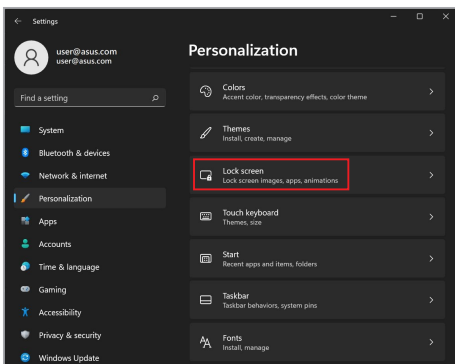 Settings
user@asus.com
user@asus.com
Find a setting
System
Bluetooth & devices
Network & internet
Personalization
Apps
Accounts
Time & language
Gaming
Accessibility
Privacy & security
Windows Update
Personalization
Colors
Accent color, transparency effects, color theme
Themes
Install, create, manage
Lock screen
Lock screen images, apps, animations
Touch keyboard
Themes, size
Start
Recent apps and items, folders
Taskbar
Taskbar behaviors, system pins
Fonts
Install, manage